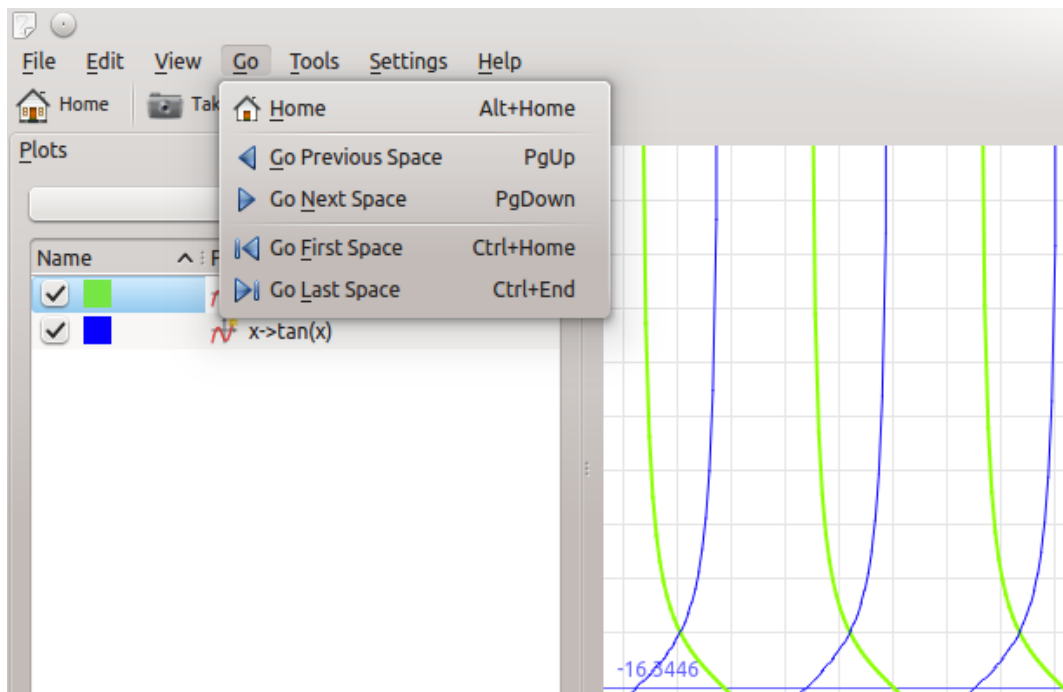 File Edit View Go Tools Settings Help
Home
Home Alt+Home
Plots
Go Previous Space PgUp
Go Next Space PgDown
Go First Space Ctrl+Home
Go Last Space Ctrl+End
Name
x->tan(x)
-16.3446